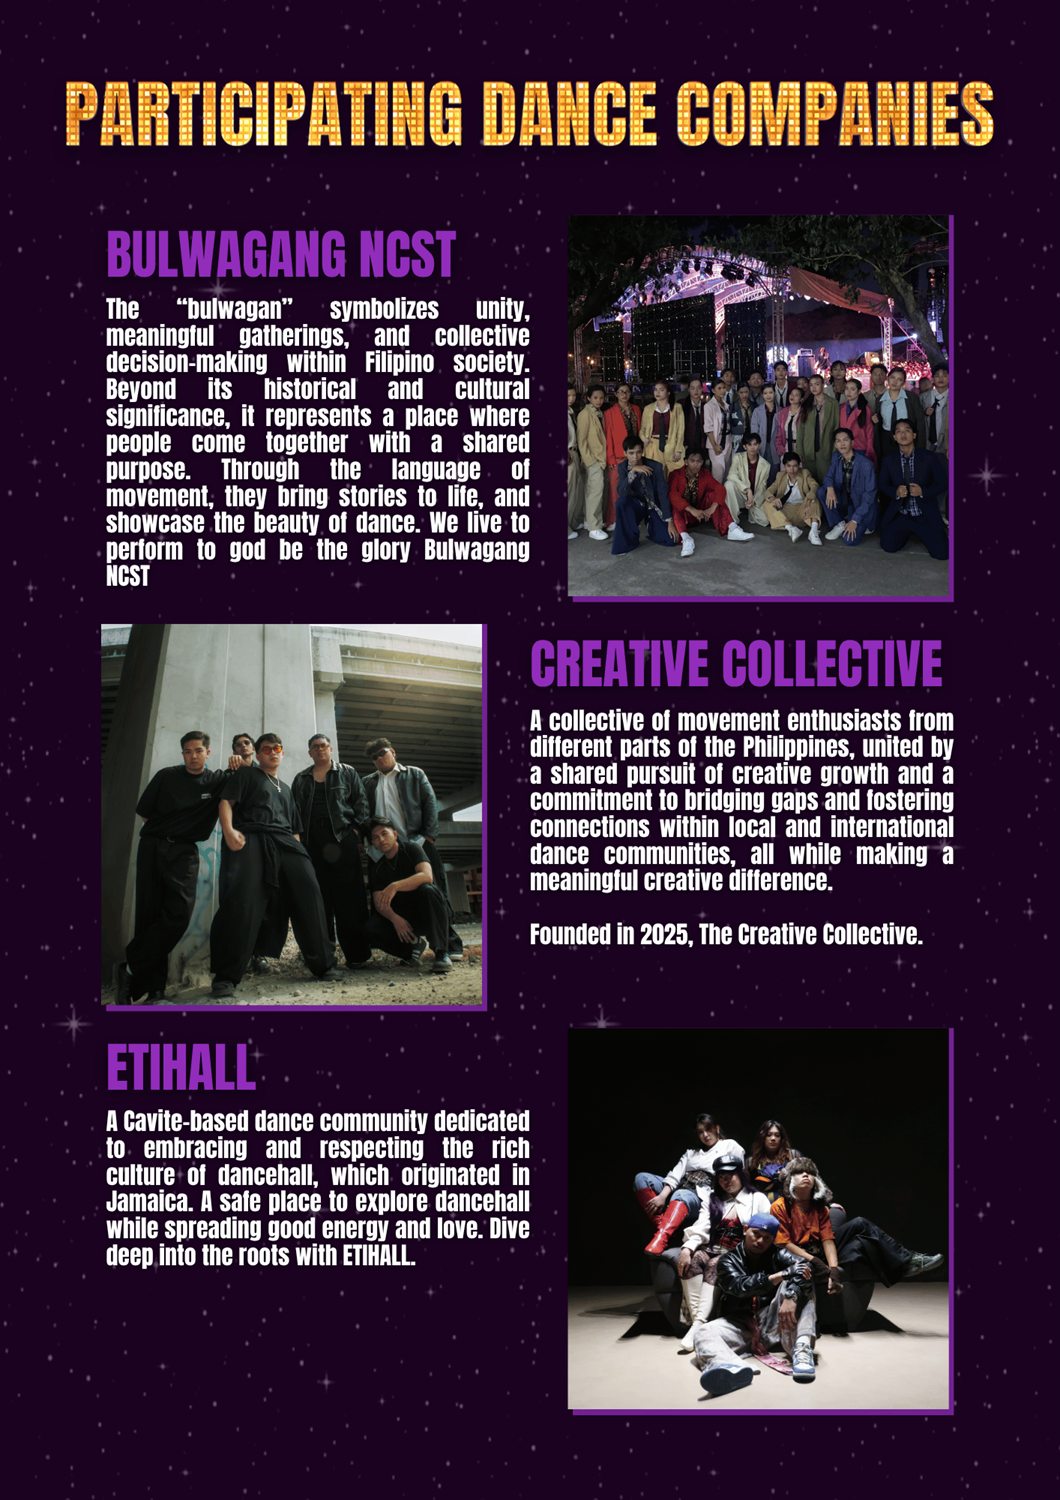 PARTICIPATING DANCE COMPANIES
BULWAGANG NCST
The “bulwagan” symbolizes unity,
meaningful gatherings, and collective
decision-making within Filipino society.
Beyond its historical and cultural
significance, it represents a place where
people come together with a shared
purpose. Through the language of
movement, they bring stories to life, and
showcase the beauty of dance. We live to
perform to god be the glory Bulwagang
NCST
CREATIVE COLLECTIVE
A collective of movement enthusiasts from
different parts of the Philippines, united by
a shared pursuit of creative growth and a
commitment to bridging gaps and fostering
connections within local and international
dance communities, all while making a
meaningful creative difference.
Founded in 2025, The Creative Collective.
ETIHALL
A Cavite-based dance community dedicated
to embracing and respecting the rich
culture of dancehall, which originated in
Jamaica. A safe place to explore dancehall
while spreading good energy and love. Dive
deep into the roots with ETIHALL.